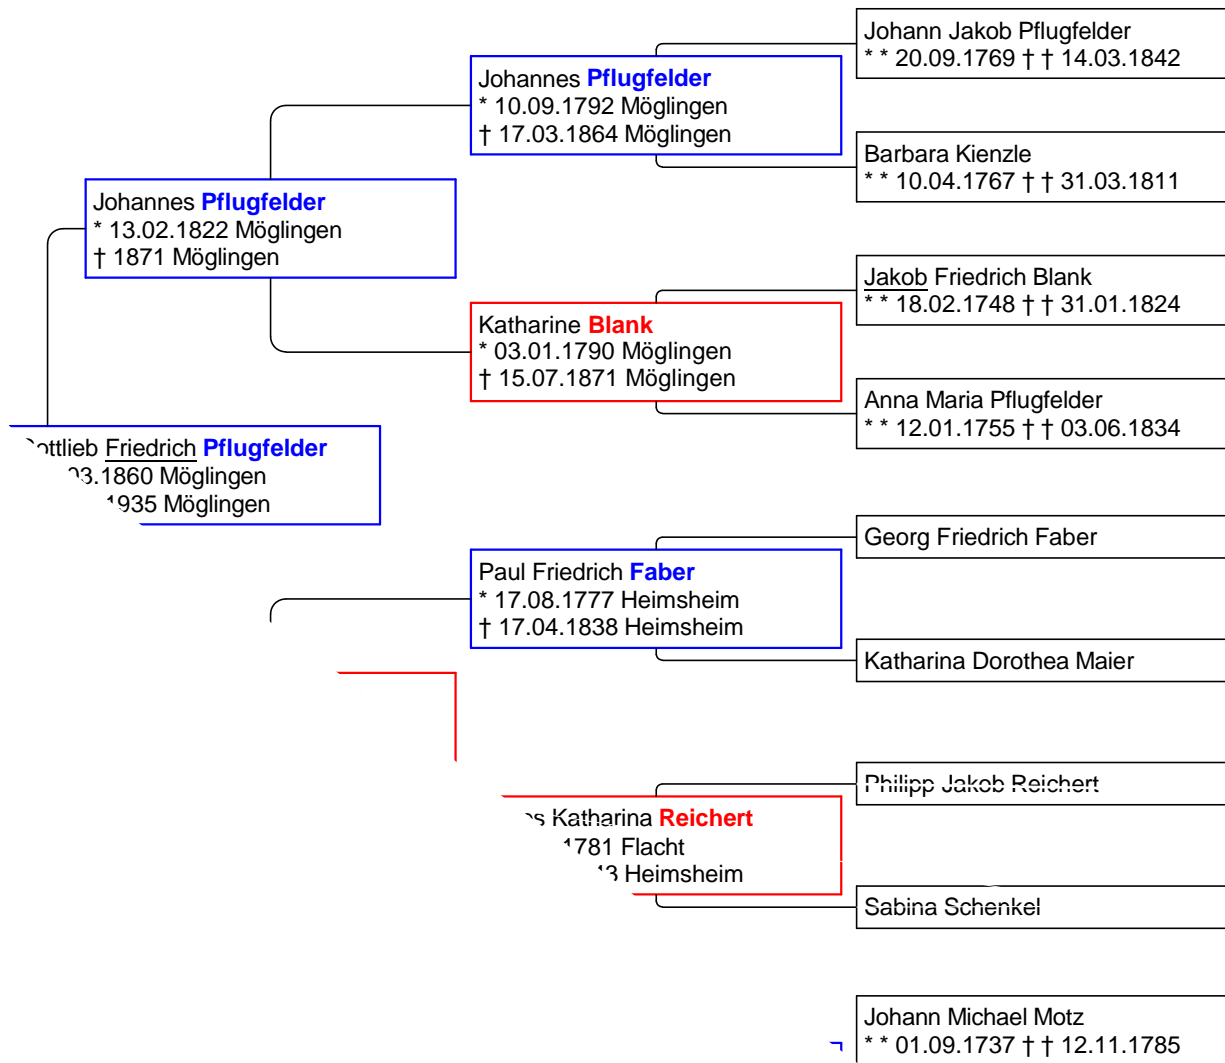 Johann Jakob Pflugfelder
* * 20.09.1769 † † 14.03.1842
Johannes Pflugfelder
* 10.09.1792 Möglingen
† 17.03.1864 Möglingen
Barbara Kienzle
* * 10.04.1767 † † 31.03.1811
Johannes Pflugfelder
* 13.02.1822 Möglingen
† 1871 Möglingen
Jakob Friedrich Blank
* * 18.02.1748 † † 31.01.1824
Katharine Blank
* 03.01.1790 Möglingen
† 15.07.1871 Möglingen
Anna Maria Pflugfelder
* * 12.01.1755 † † 03.06.1834
Friedrich Pflugfelder
03.1860 Möglingen
1935 Möglingen
Georg Friedrich Faber
Paul Friedrich Faber
* 17.08.1777 Heimsheim
† 17.04.1838 Heimsheim
Katharina Dorothea Maier
Philipp Jakob Reichert
Katharina Reichert
1781 Flacht
Heimsheim
Sabina Schenkel
Johann Michael Motz
* * 01.09.1737 † † 12.11.1785